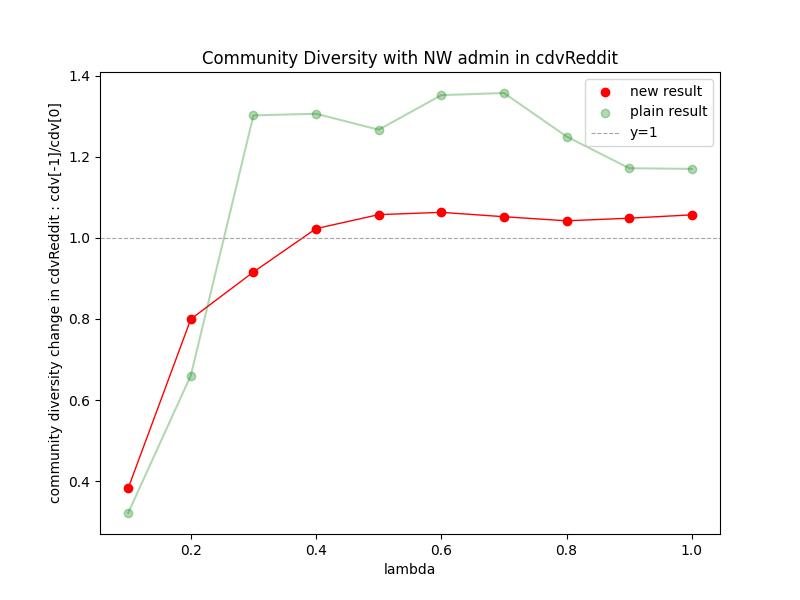 Community Diversity with NW admin in cdvReddit
community diversity change in cdvReddit : cdv[-1]/cdv[0]
1.4
1.2
1.0
0.8
0.6
0.4
new result
plain result
y=1
0.2
0.4
0.6
0.8
1.0
lambda